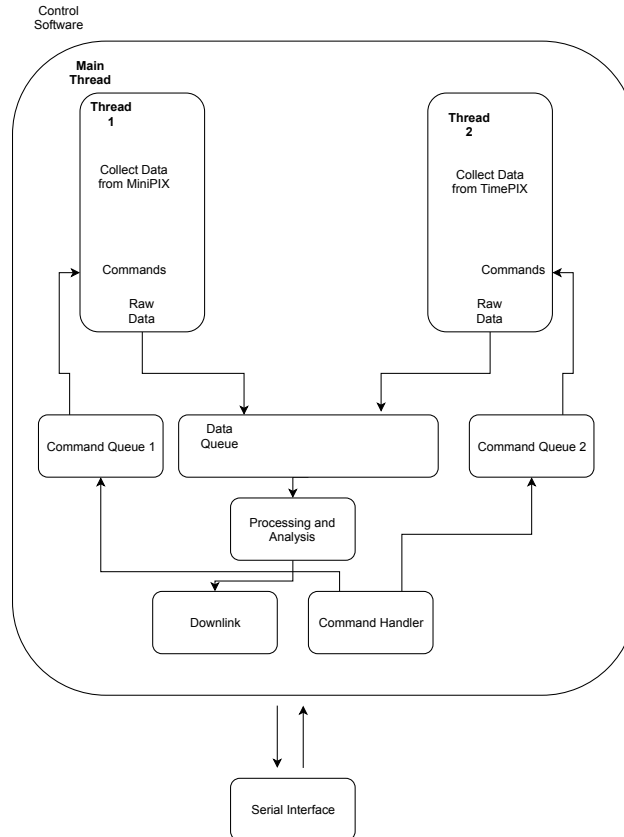 Control
Software
Main
Thread
Thread
1
Collect Data
from MiniPIX
Commands
Raw
Data
Thread
2
Collect Data
from TimePIX
Commands
Raw
Data
Command Queue 1
Data
Queue
Command Queue 2
Processing and
Analysis
Downlink
Command Handler
Serial Interface